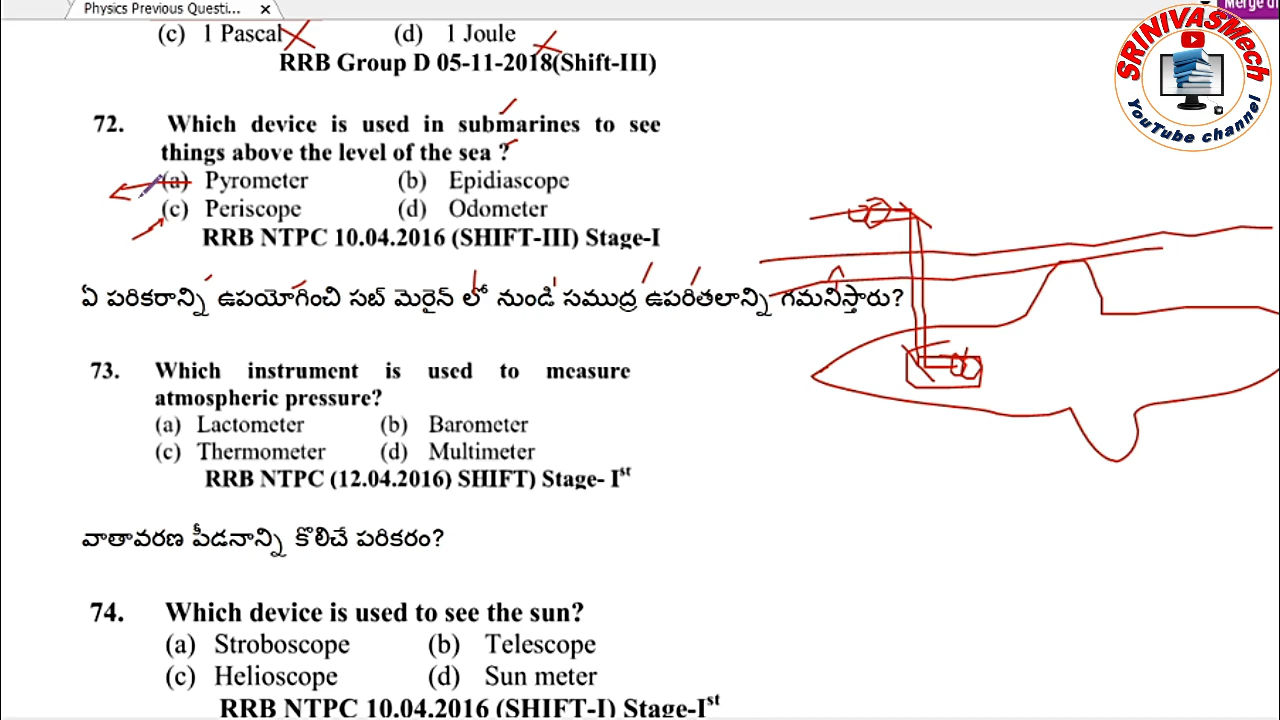 Physics Previous Questi... ×
Merge di
(c) 1 Pascal (d) 1 Joule
RRB Group D 05-11-2018(Shift-III)
SRINIVASMech
YouTube channel
72. Which device is used in submarines to see
things above the level of the sea ?
(a) Pyrometer (b) Epidiascope
(c) Periscope (d) Odometer
RRB NTPC 10.04.2016 (SHIFT-III) Stage-I
ఏ పరికరాన్ని ఉపయోగించి సబ్ మెరైన్ లో నుండి సముద్ర ఉపరితలాన్ని గమనిస్తారు?
73. Which instrument is used to measure
atmospheric pressure?
(a) Lactometer (b) Barometer
(c) Thermometer (d) Multimeter
RRB NTPC (12.04.2016) SHIFT) Stage- Ist
వాతావరణ పీడనాన్ని కొలిచే పరికరం?
74. Which device is used to see the sun?
(a) Stroboscope (b) Telescope
(c) Helioscope (d) Sun meter
RRB NTPC 10.04.2016 (SHIFT-I) Stage-Ist